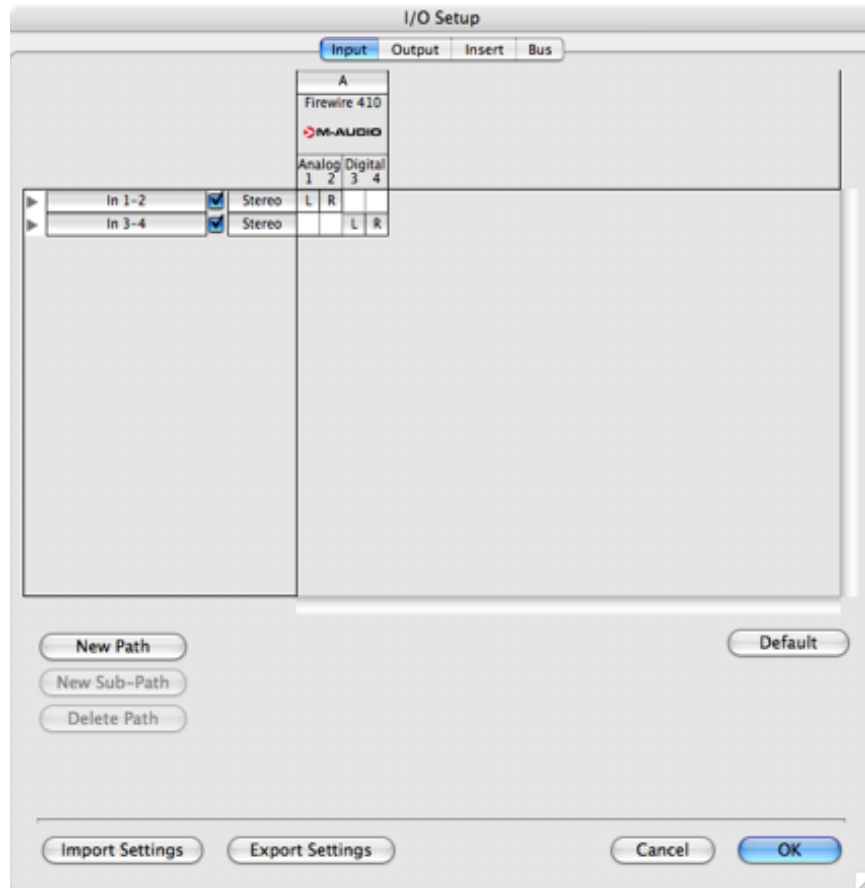 I/O Setup
Input Output Insert Bus
A
Firewire 410
M-AUDIO
Analog Digital
1 2 3 4
In 1-2 Stereo L R
In 3-4 Stereo L R
New Path Default
New Sub-Path
Delete Path
Import Settings Export Settings Cancel OK